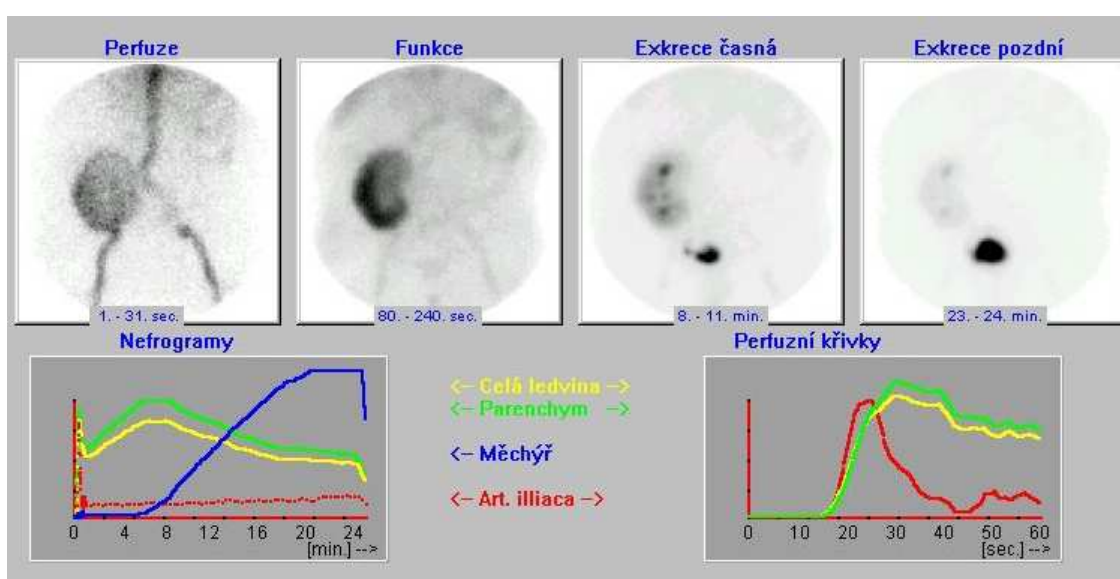 Perfuze
Funkce
Exkrece časná
Exkrece pozdní
1. - 31. sec.
80. - 240. sec.
8. - 11. min.
23. - 24. min.
Nefrogramy
0 4 8 12 16 20 24
[min.] -->
<- Celá ledvina ->
<- Parenchym ->
<- Měchýř
<- Art. illiaca ->
Perfuzní křivky
0 10 20 30 40 50 60
[sec.] -->